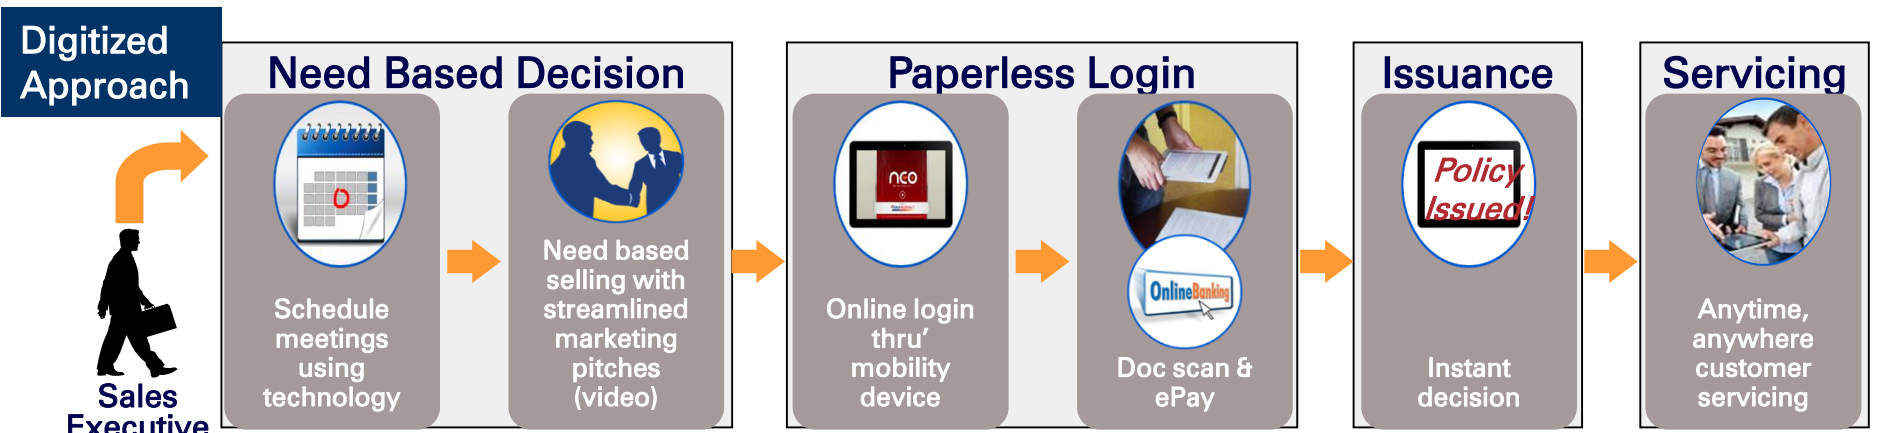 Digitized
Approach
Sales
Executive
Need Based Decision
Schedule
meetings
using
technology
Need based
selling with
streamlined
marketing
pitches
(video)
Paperless Login
neo
Online login
thru’
mobility
device
OnlineBanking
Doc scan &
ePay
Issuance
Policy
Issued!
Instant
decision
Servicing
Anytime,
anywhere
customer
servicing